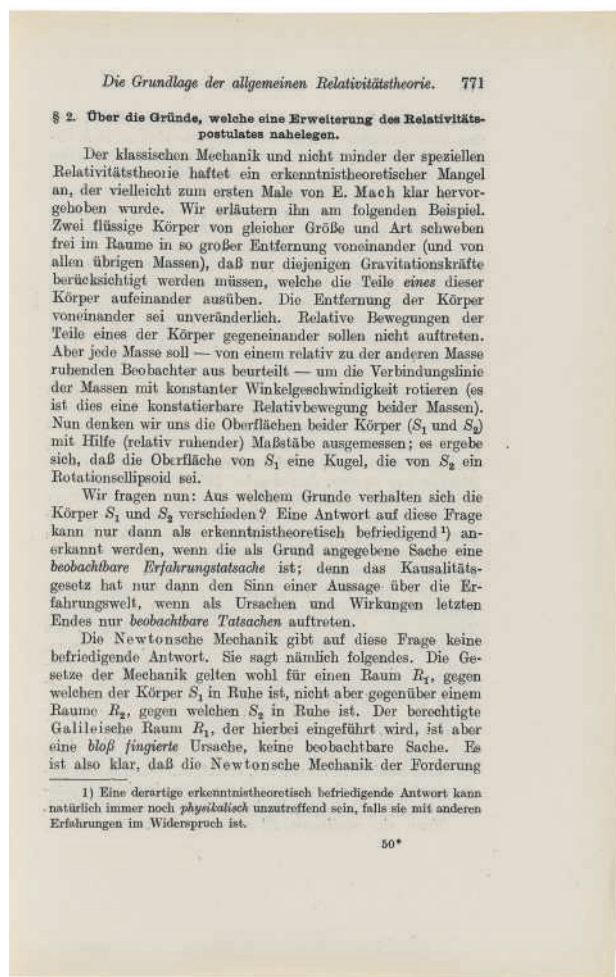 Die Grundlage der allgemeinen Relativitätstheorie. 771
§ 2. Über die Gründe, welche eine Erweiterung des Relativitäts-
postulates nahelegen.
Der klassischen Mechanik und nicht minder der speziellen
Relativitätstheorie haftet ein erkenntnistheoretischer Mangel
an, der vielleicht zum ersten Male von E. Mach klar hervor-
gehoben wurde. Wir erläutern ihn am folgenden Beispiel.
Zwei flüssige Körper von gleicher Größe und Art schweben
frei im Raume in so großer Entfernung voneinander (und von
allen übrigen Massen), daß nur diejenigen Gravitationskräfte
berücksichtigt werden müssen, welche die Teile eines dieser
Körper aufeinander ausüben. Die Entfernung der Körper
voneinander sei unveränderlich. Relative Bewegungen der
Teile eines der Körper gegeneinander sollen nicht auftreten.
Aber jede Masse soll — von einem relativ zu der anderen Masse
ruhenden Beobachter aus beurteilt — um die Verbindungslinie
der Massen mit konstanter Winkelgeschwindigkeit rotieren (es
ist dies eine konstatierbare Relativbewegung beider Massen).
Nun denken wir uns die Oberflächen beider Körper (S₁ und S₂)
mit Hilfe (relativ ruhender) Maßstäbe ausgemessen; es ergebe
sich, daß die Oberfläche von S₁ eine Kugel, die von S₂ ein
Rotationsellipsoid sei.
Wir fragen nun: Aus welchem Grunde verhalten sich die
Körper S₁ und S₂ verschieden? Eine Antwort auf diese Frage
kann nur dann als erkenntnistheoretisch befriedigend¹) an-
erkannt werden, wenn die als Grund angegebene Sache eine
beobachtbare Erfahrungstatsache ist; denn das Kausalitäts-
gesetz hat nur dann den Sinn einer Aussage über die Er-
fahrungswelt, wenn als Ursachen und Wirkungen letzten
Endes nur beobachtbare Tatsachen auftreten.
Die Newtonsche Mechanik gibt auf diese Frage keine
befriedigende Antwort. Sie sagt nämlich folgendes. Die Ge-
setze der Mechanik gelten wohl für einen Raum R₁, gegen
welchen der Körper S₁ in Ruhe ist, nicht aber gegenüber einem
Raume R₂, gegen welchen S₂ in Ruhe ist. Der berechtigte
Galileische Raum R₁, der hierbei eingeführt wird, ist aber
eine bloß fingierte Ursache, keine beobachtbare Sache. Es
ist also klar, daß die Newtonsche Mechanik der Forderung
1) Eine derartige erkenntnistheoretisch befriedigende Antwort kann
natürlich immer noch physikalisch unzutreffend sein, falls sie mit anderen
Erfahrungen im Widerspruch ist.
50*